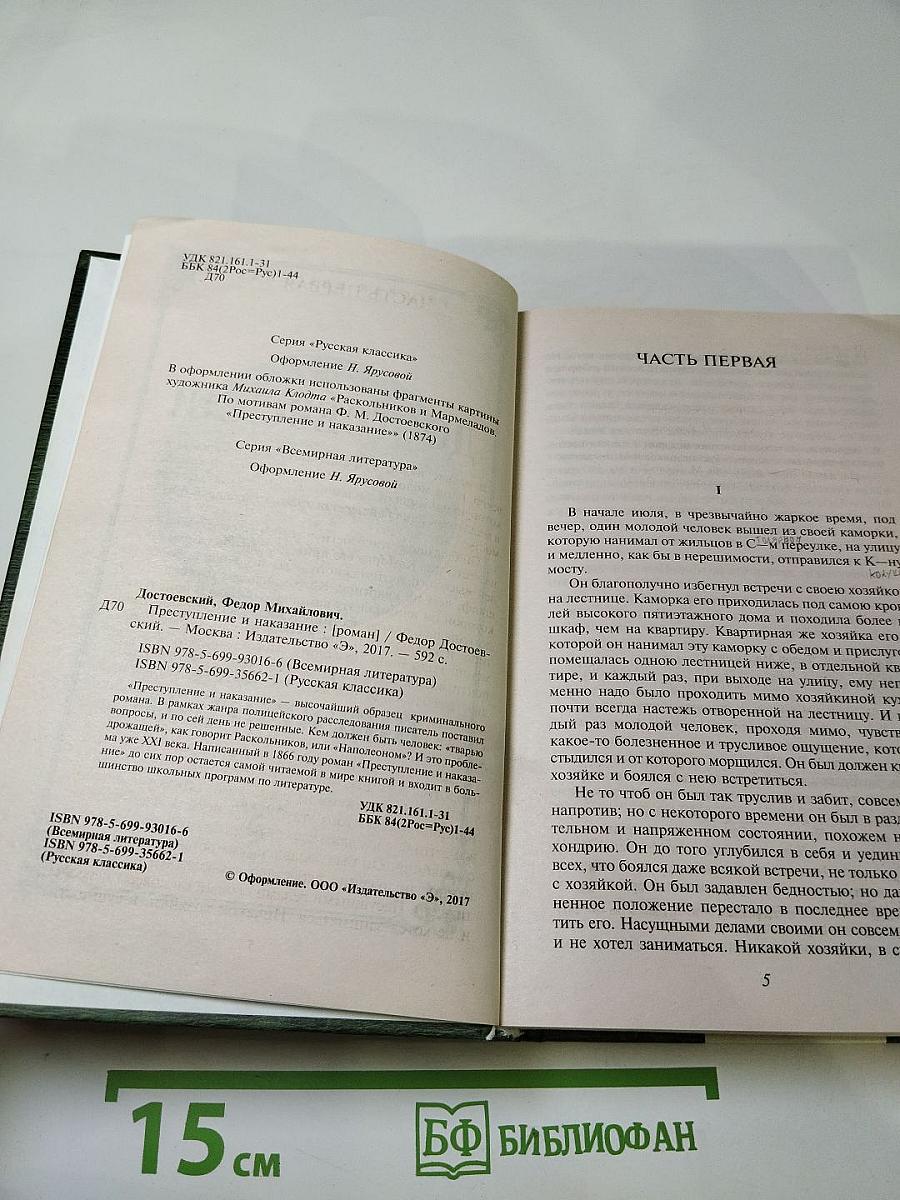 УДК 821.161.1-31
ББК 84(2Рос=Рус)1-44
Д70
Серия «Русская классика»
Оформление Н. Ярусовой
В оформлении обложки использованы фрагменты картины
художника Михаила Клодта «Раскольников и Мармеладов.
По мотивам романа Ф. М. Достоевского
«Преступление и наказание»» (1874)
Серия «Всемирная литература»
Оформление Н. Ярусовой
Достоевский, Федор Михайлович.
Д70 Преступление и наказание : [роман] / Федор Достоев-
ский. — Москва : Издательство «Э», 2017. — 592 с.
ISBN 978-5-699-93016-6 (Всемирная литература)
ISBN 978-5-699-35662-1 (Русская классика)
«Преступление и наказание» — высочайший образец криминального
романа. В рамках жанра полицейского расследования писатель поставил
вопросы, и по сей день не решенные. Кем должен быть человек: «тварью
дрожащей», как говорит Раскольников, или «Наполеоном»? И это пробле-
ма уже XXI века. Написанный в 1866 году роман «Преступление и наказа-
ние» до сих пор остается самой читаемой в мире книгой и входит в боль-
шинство школьных программ по литературе.
УДК 821.161.1-31
ББК 84(2Рос=Рус)1-44
ISBN 978-5-699-93016-6
(Всемирная литература)
ISBN 978-5-699-35662-1
(Русская классика)
© Оформление. ООО «Издательство «Э», 2017
ЧАСТЬ ПЕРВАЯ
I
В начале июля, в чрезвычайно жаркое время, под
вечер, один молодой человек вышел из своей каморки,
которую нанимал от жильцов в С—м переулке, на улицу
и медленно, как бы в нерешимости, отправился к К—ну
мосту.
Он благополучно избегнул встречи с своею хозяйкой
на лестнице. Каморка его приходилась под самою кров
лей высокого пятиэтажного дома и походила более
шкаф, чем на квартиру. Квартирная же хозяйка его
которой он нанимал эту каморку с обедом и прислуго
помещалась одною лестницей ниже, в отдельной ква
тире, и каждый раз, при выходе на улицу, ему неп
менно надо было проходить мимо хозяйкиной кух
почти всегда настежь отворенной на лестницу. И
дый раз молодой человек, проходя мимо, чувств
какое-то болезненное и трусливое ощущение, кото
стыдился и от которого морщился. Он был должен к
хозяйке и боялся с нею встретиться.
Не то чтоб он был так труслив и забит, совсем
напротив; но с некоторого времени он был в разд
тельном и напряженном состоянии, похожем н
хондрию. Он до того углубился в себя и уедин
всех, что боялся даже всякой встречи, не только
с хозяйкой. Он был задавлен бедностью; но да
ненное положение перестало в последнее вре
тить его. Насущными делами своими он совсем
и не хотел заниматься. Никакой хозяйки, в с
5
15 см
БФ БИБЛИОФАН